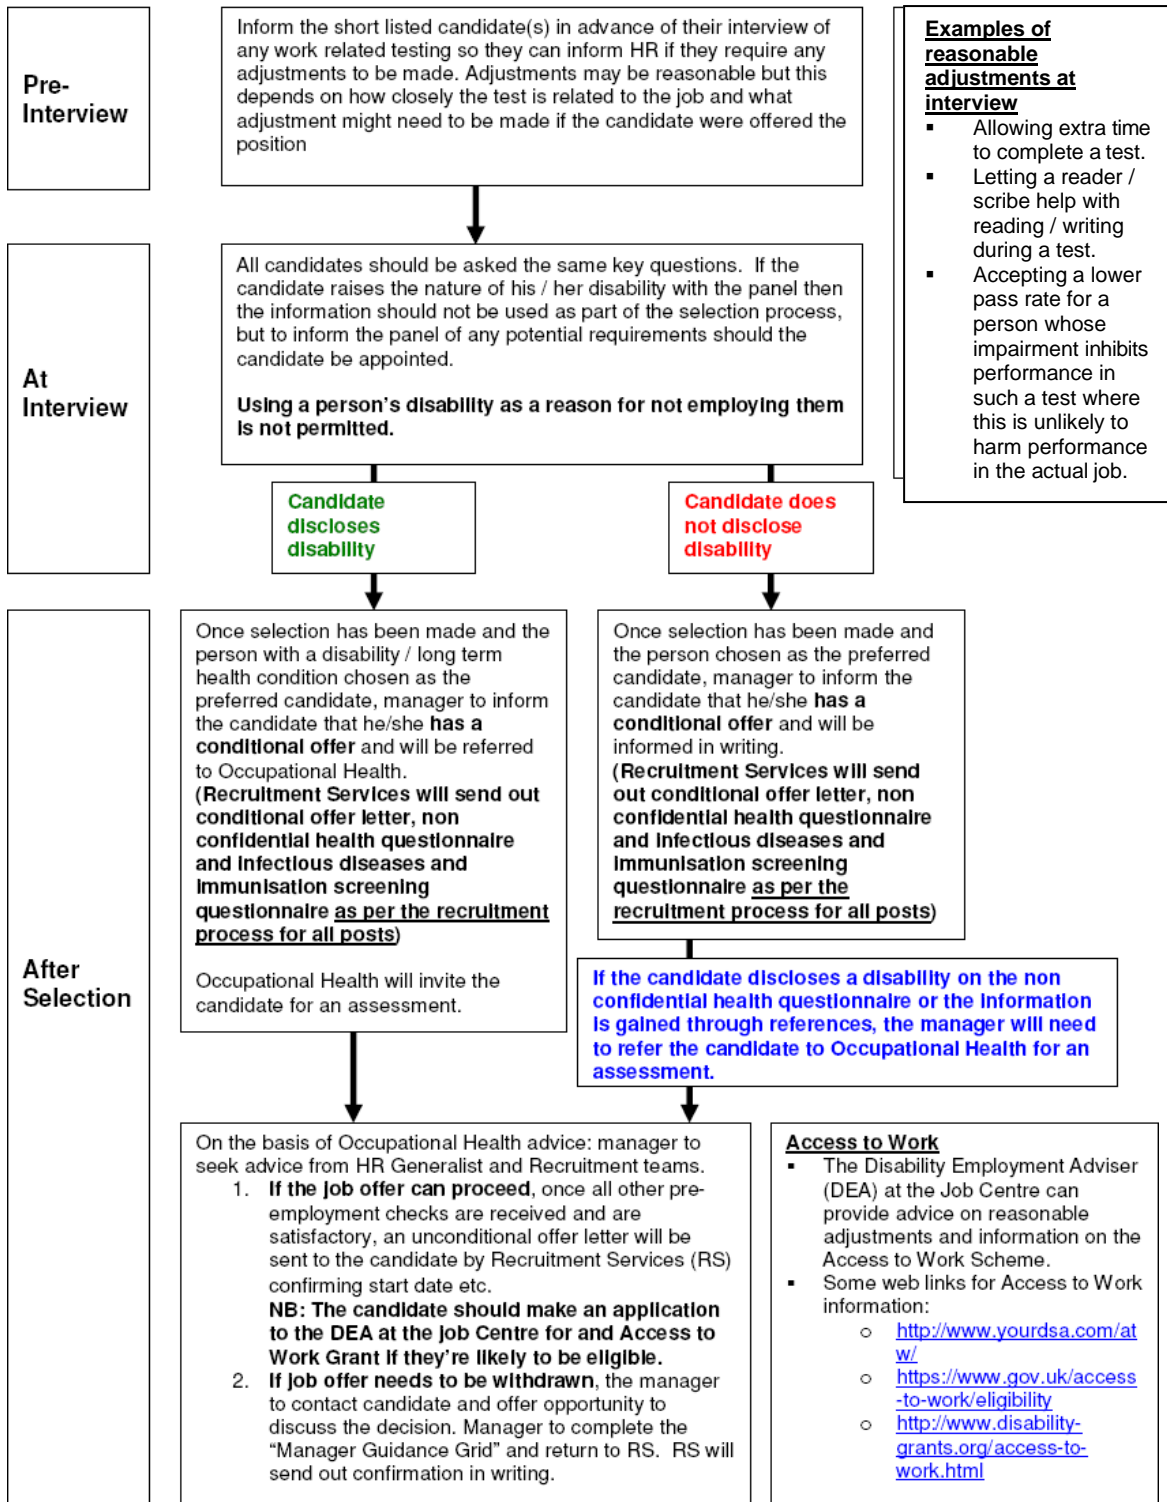 Pre-
Interview
Inform the short listed candidate(s) in advance of their interview of
any work related testing so they can inform HR if they require any
adjustments to be made. Adjustments may be reasonable but this
depends on how closely the test is related to the job and what
adjustment might need to be made if the candidate were offered the
position
Examples of
reasonable
adjustments at
interview
▪ Allowing extra time
to complete a test.
▪ Letting a reader /
scribe help with
reading / writing
during a test.
▪ Accepting a lower
pass rate for a
person whose
impairment inhibits
performance in
such a test where
this is unlikely to
harm performance
in the actual job.
At
Interview
All candidates should be asked the same key questions. If the
candidate raises the nature of his / her disability with the panel then
the information should not be used as part of the selection process,
but to inform the panel of any potential requirements should the
candidate be appointed.
Using a person's disability as a reason for not employing them
is not permitted.
Candidate
discloses
disability
Candidate does
not disclose
disability
After
Selection
Once selection has been made and the
person with a disability / long term
health condition chosen as the
preferred candidate, manager to inform
the candidate that he/she has a
conditional offer and will be referred
to Occupational Health.
(Recruitment Services will send out
conditional offer letter, non
confidential health questionnaire
and infectious diseases and
immunisation screening
questionnaire as per the recruitment
process for all posts)
Occupational Health will invite the
candidate for an assessment.
Once selection has been made and
the person chosen as the preferred
candidate, manager to inform the
candidate that he/she has a
conditional offer and will be
informed in writing.
(Recruitment Services will send
out conditional offer letter, non
confidential health questionnaire
and infectious diseases and
immunisation screening
questionnaire as per the
recruitment process for all posts)
If the candidate discloses a disability on the non
confidential health questionnaire or the information
is gained through references, the manager will need
to refer the candidate to Occupational Health for an
assessment.
On the basis of Occupational Health advice: manager to
seek advice from HR Generalist and Recruitment teams.
1. If the job offer can proceed, once all other pre-
employment checks are received and are
satisfactory, an unconditional offer letter will be
sent to the candidate by Recruitment Services (RS)
confirming start date etc.
NB: The candidate should make an application
to the DEA at the job Centre for and Access to
Work Grant if they're likely to be eligible.
2. If job offer needs to be withdrawn, the manager
to contact candidate and offer opportunity to
discuss the decision. Manager to complete the
“Manager Guidance Grid” and return to RS. RS will
send out confirmation in writing.
Access to Work
▪ The Disability Employment Adviser
(DEA) at the Job Centre can
provide advice on reasonable
adjustments and information on the
Access to Work Scheme.
▪ Some web links for Access to Work
information:
o http://www.yourdsa.com/at
w/
o https://www.gov.uk/access
-to-work/eligibility
o http://www.disability-
grants.org/access-to-
work.html